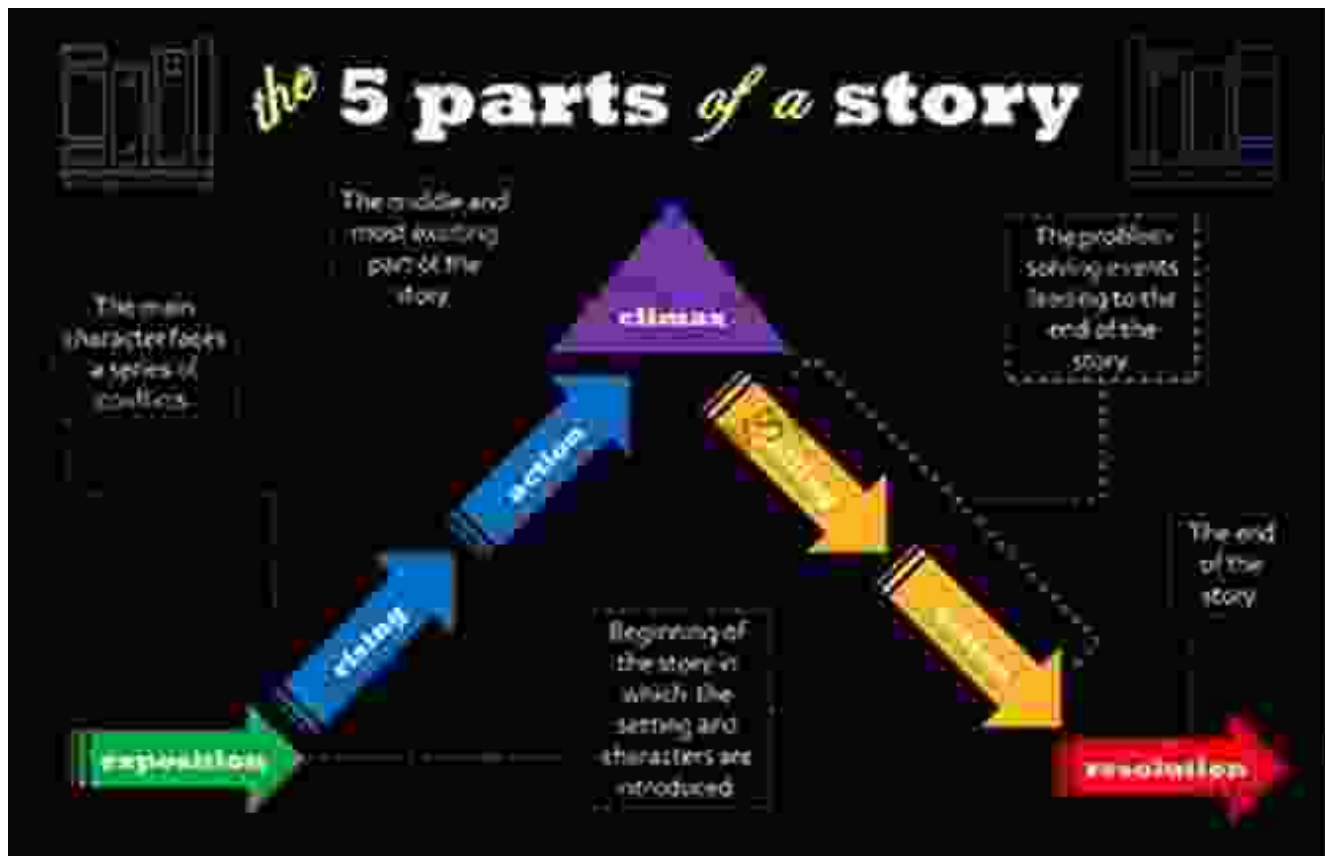 the 5 parts of a story
The middle and
most exciting
part of the
story
The problem-
solving events
leading to the
end of the
story
The main
character faces
a series of
conflicts
climax
action
rising
The end
of the
story
Beginning of
the story in
which the
setting and
characters are
introduced
exposition
resolution